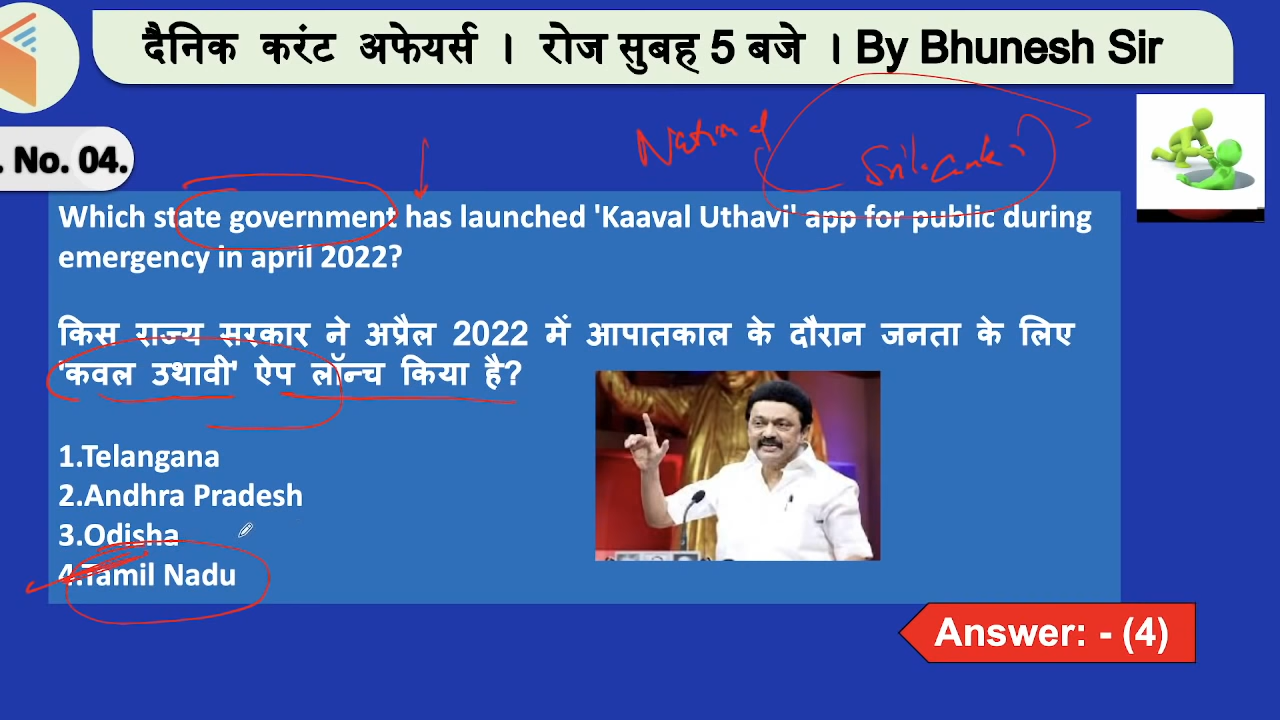 दैनिक करंट अफेयर्स । रोज सुबह 5 बजे । By Bhunesh Sir
. No. 04.
National
Which state government has launched 'Kaaval Uthavi' app for public during
emergency in april 2022?
किस राज्य सरकार ने अप्रैल 2022 में आपातकाल के दौरान जनता के लिए
'कवल उथावी' ऐप लॉन्च किया है?
1.Telangana
2.Andhra Pradesh
3.Odisha
4.Tamil Nadu
Answer: - (4)